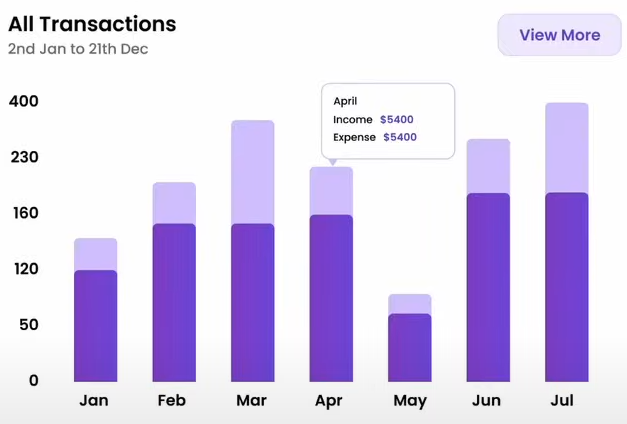 All Transactions
2nd Jan to 21th Dec
View More
400
230
160
120
50
0
April
Income $5400
Expense $5400
Jan Feb Mar Apr May Jun Jul